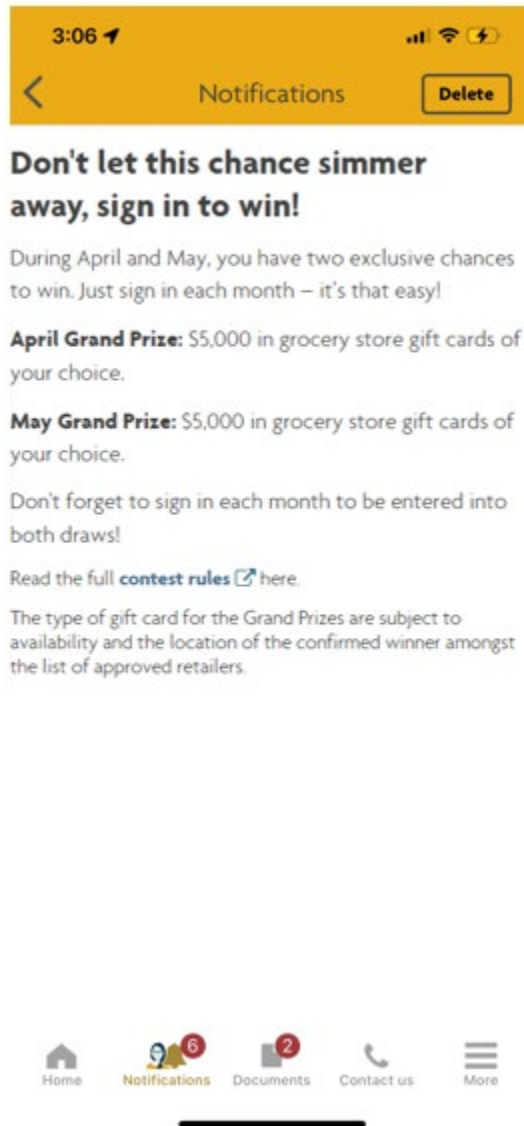 3:06
Notifications
Delete
Don't let this chance simmer
away, sign in to win!
During April and May, you have two exclusive chances
to win. Just sign in each month – it's that easy!
April Grand Prize: $5,000 in grocery store gift cards of
your choice.
May Grand Prize: $5,000 in grocery store gift cards of
your choice.
Don't forget to sign in each month to be entered into
both draws!
Read the full contest rules here.
The type of gift card for the Grand Prizes are subject to
availability and the location of the confirmed winner amongst
the list of approved retailers.
6
2
Home
Notifications
Documents
Contact us
More